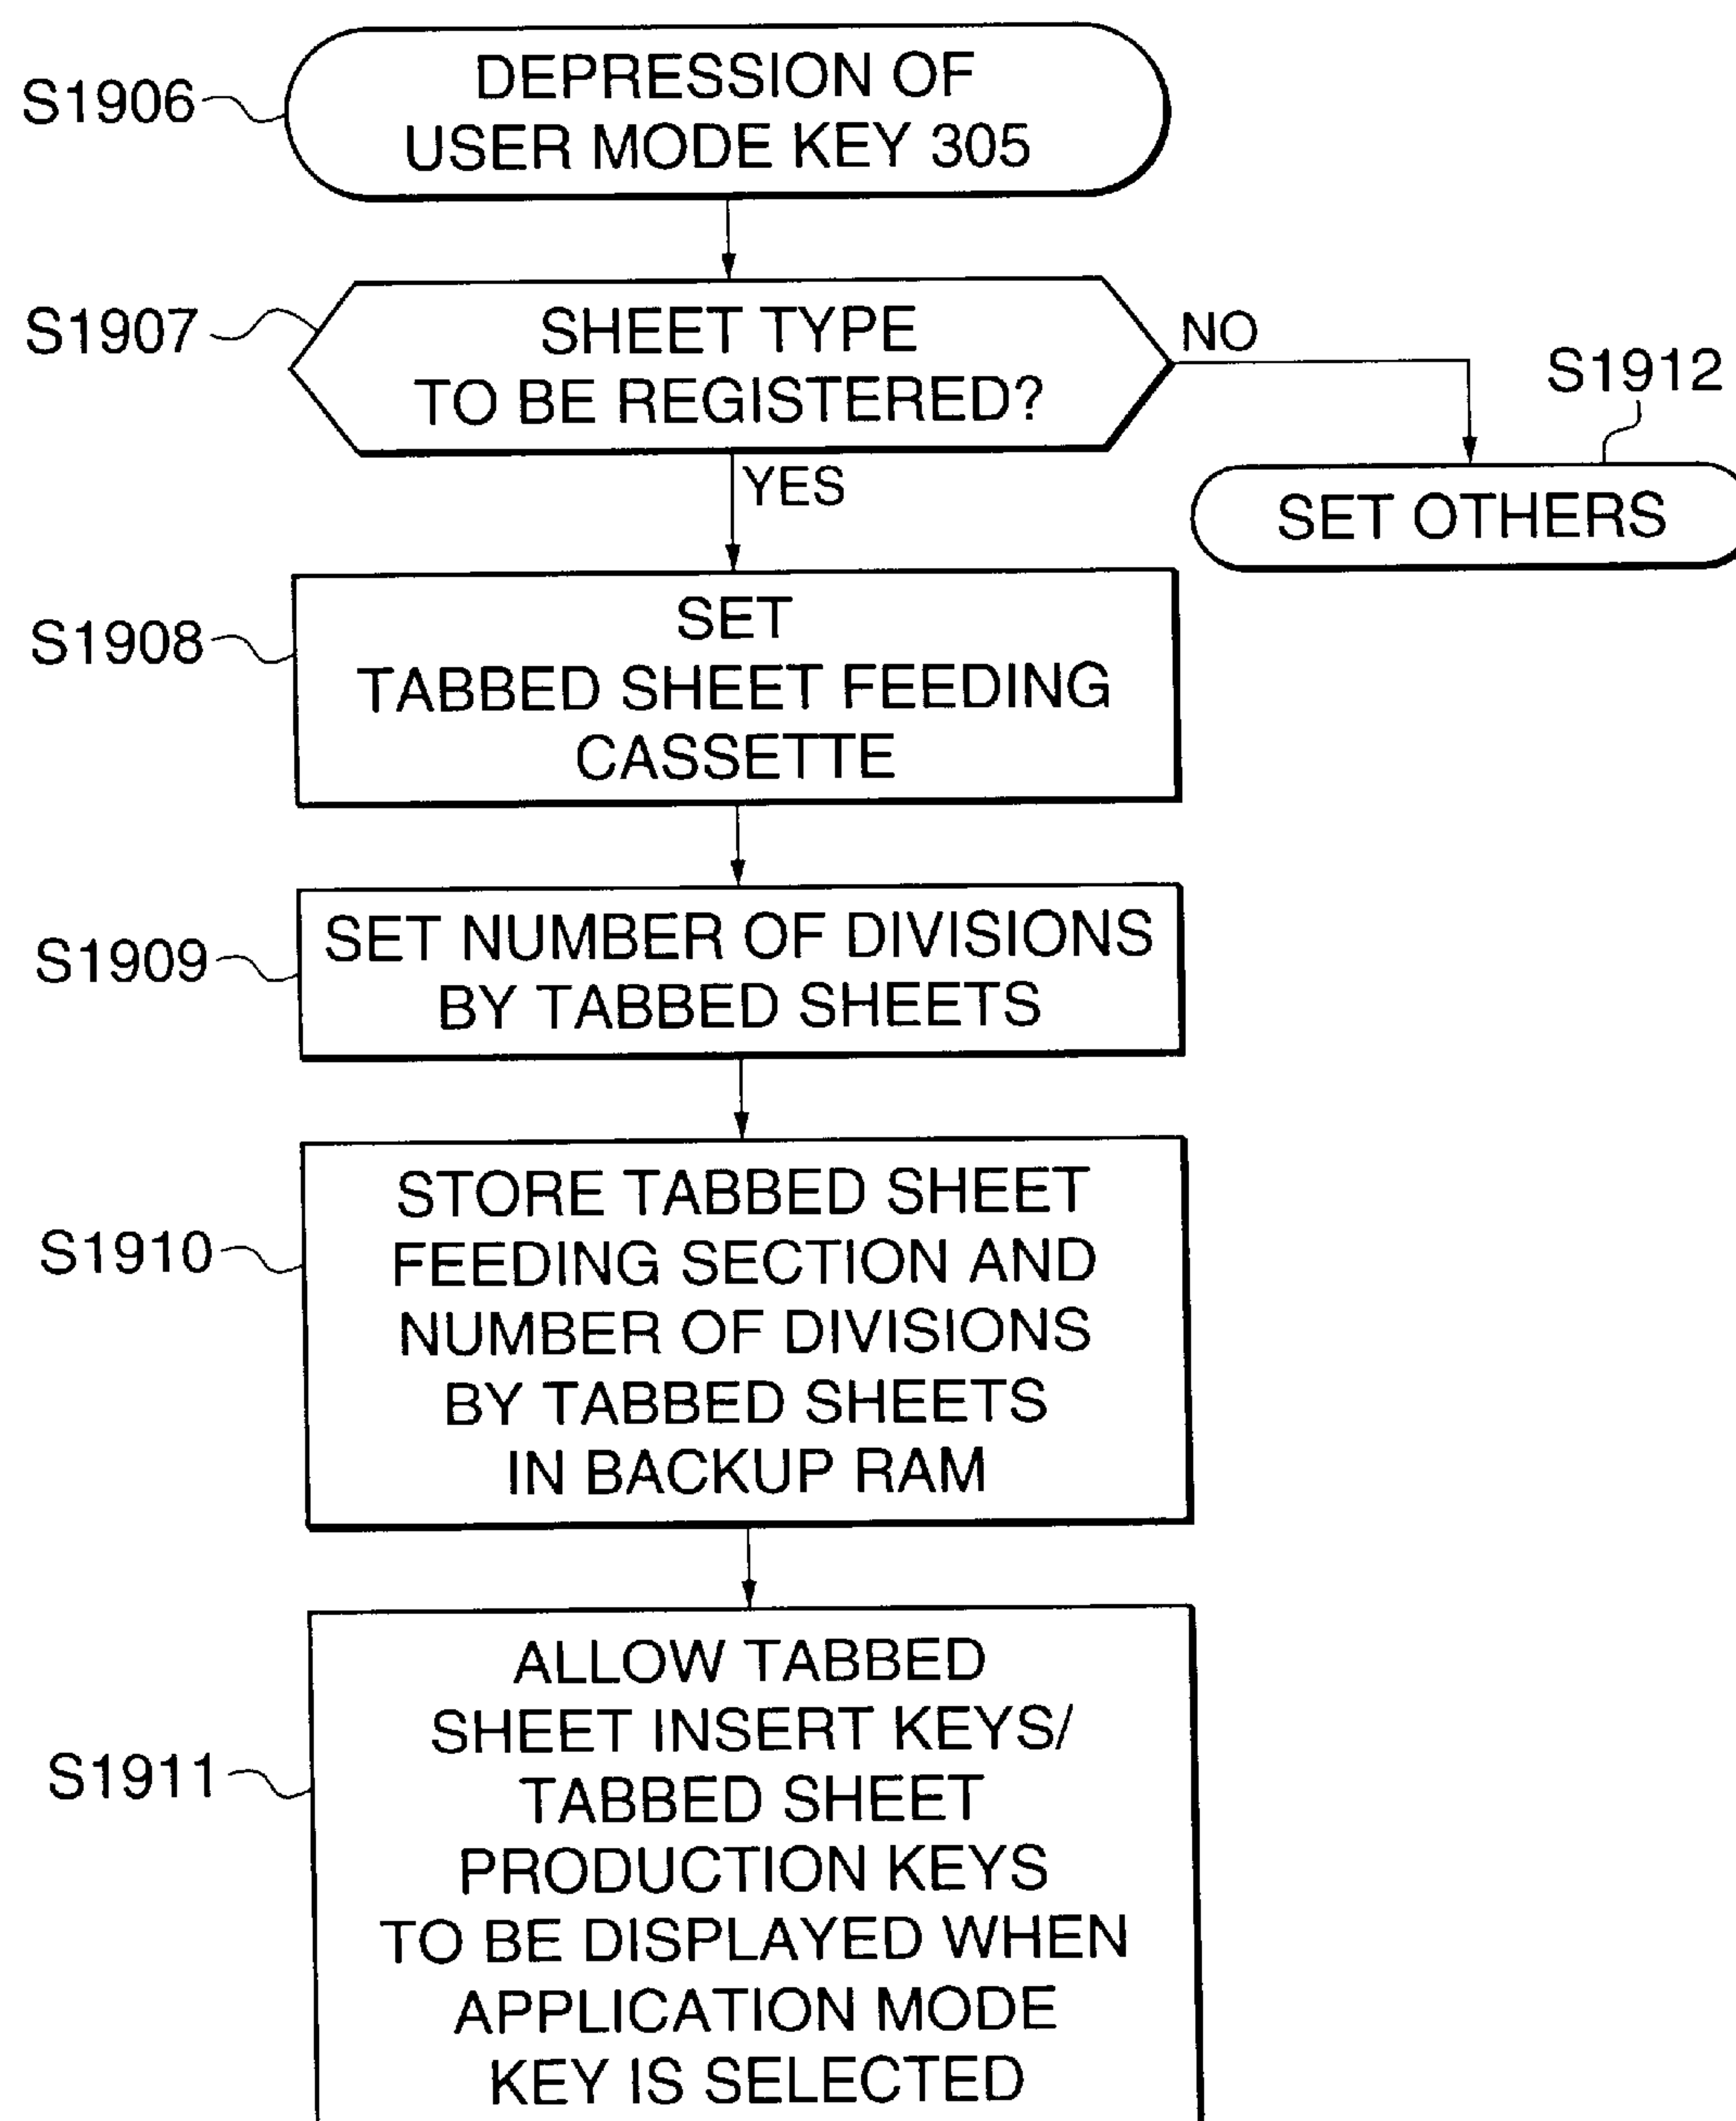 S1906
DEPRESSION OF
USER MODE KEY 305
S1907
SHEET TYPE
TO BE REGISTERED?
NO
S1912
SET OTHERS
YES
S1908
SET
TABBED SHEET FEEDING
CASSETTE
S1909
SET NUMBER OF DIVISIONS
BY TABBED SHEETS
S1910
STORE TABBED SHEET
FEEDING SECTION AND
NUMBER OF DIVISIONS
BY TABBED SHEETS
IN BACKUP RAM
S1911
ALLOW TABBED
SHEET INSERT KEYS/
TABBED SHEET
PRODUCTION KEYS
TO BE DISPLAYED WHEN
APPLICATION MODE
KEY IS SELECTED